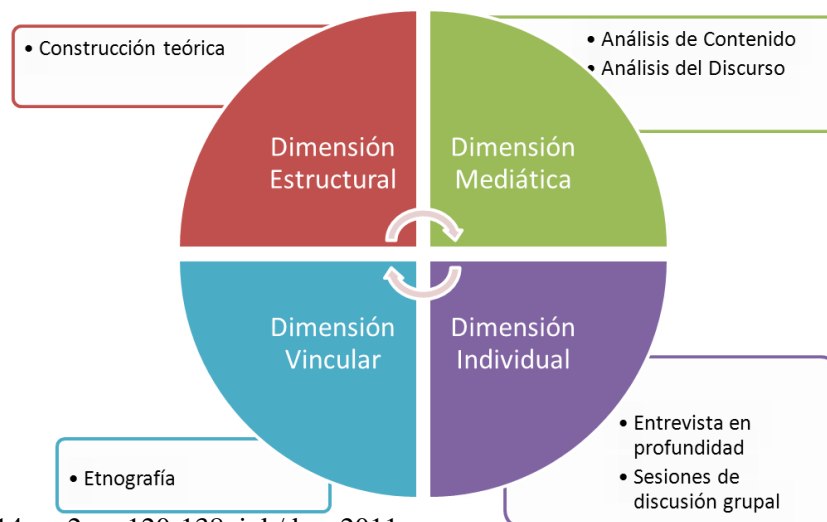 • Construcción teórica
• Análisis de Contenido
• Análisis del Discurso
Dimensión
Estructural
Dimensión
Mediática
Dimensión
Vincular
Dimensión
Individual
• Etnografía
• Entrevista en
profundidad
• Sesiones de
discusión grupal